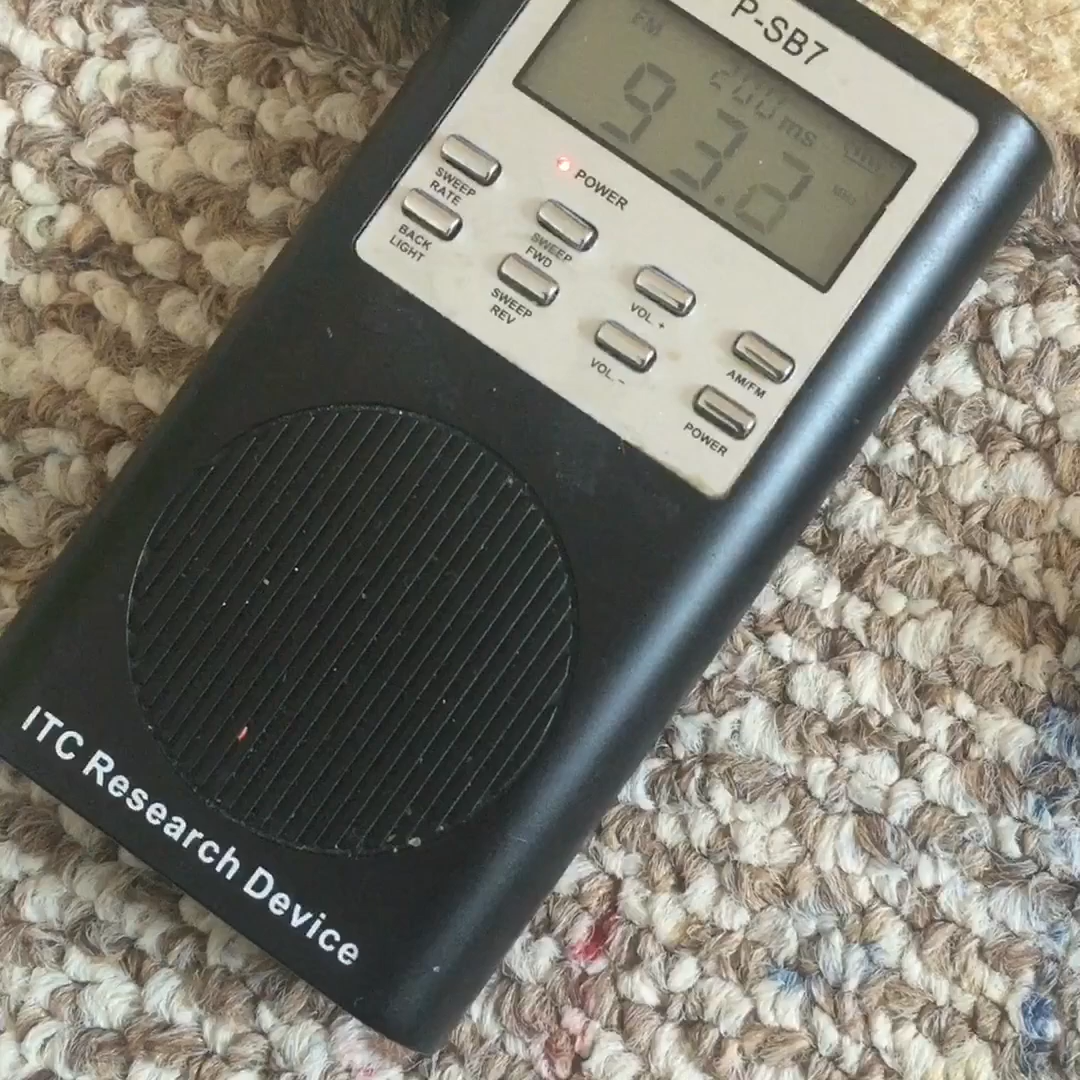 P-SB7
FM
200 ms
93.2
POWER
SWEEP
RATE
BACK
LIGHT
SWEEP
FWD
SWEEP
REV
VOL. +
VOL. -
AM/FM
POWER
ITC Research Device